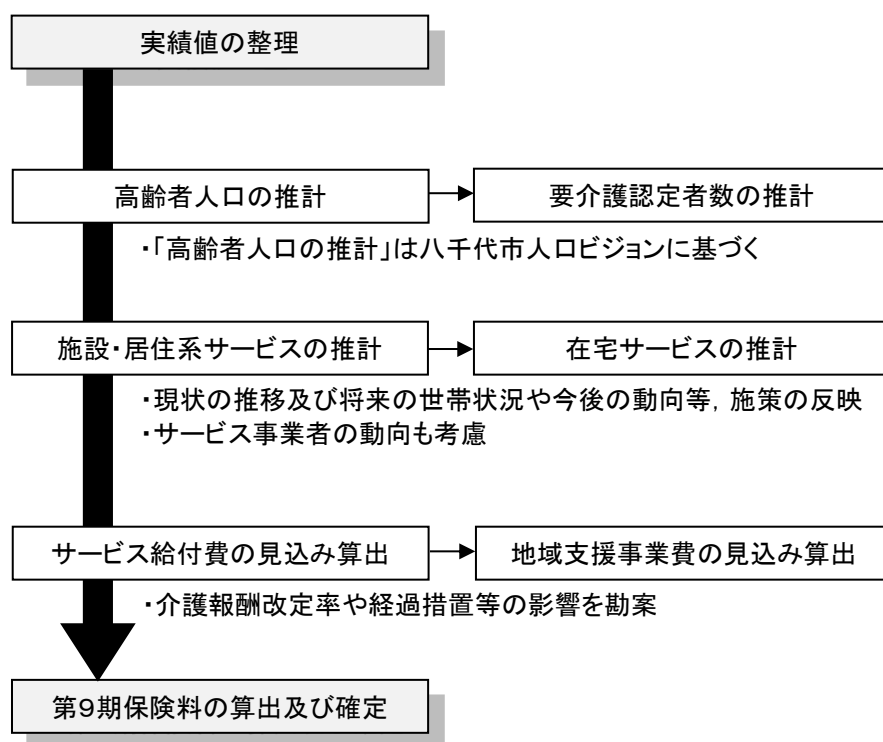 実績値の整理
高齢者人口の推計
要介護認定者数の推計
・「高齢者人口の推計」は八千代市人口ビジョンに基づく
施設・居住系サービスの推計
在宅サービスの推計
・現状の推移及び将来の世帯状況や今後の動向等，施策の反映
・サービス事業者の動向も考慮
サービス給付費の見込み算出
地域支援事業費の見込み算出
・介護報酬改定率や経過措置等の影響を勘案
第９期保険料の算出及び確定